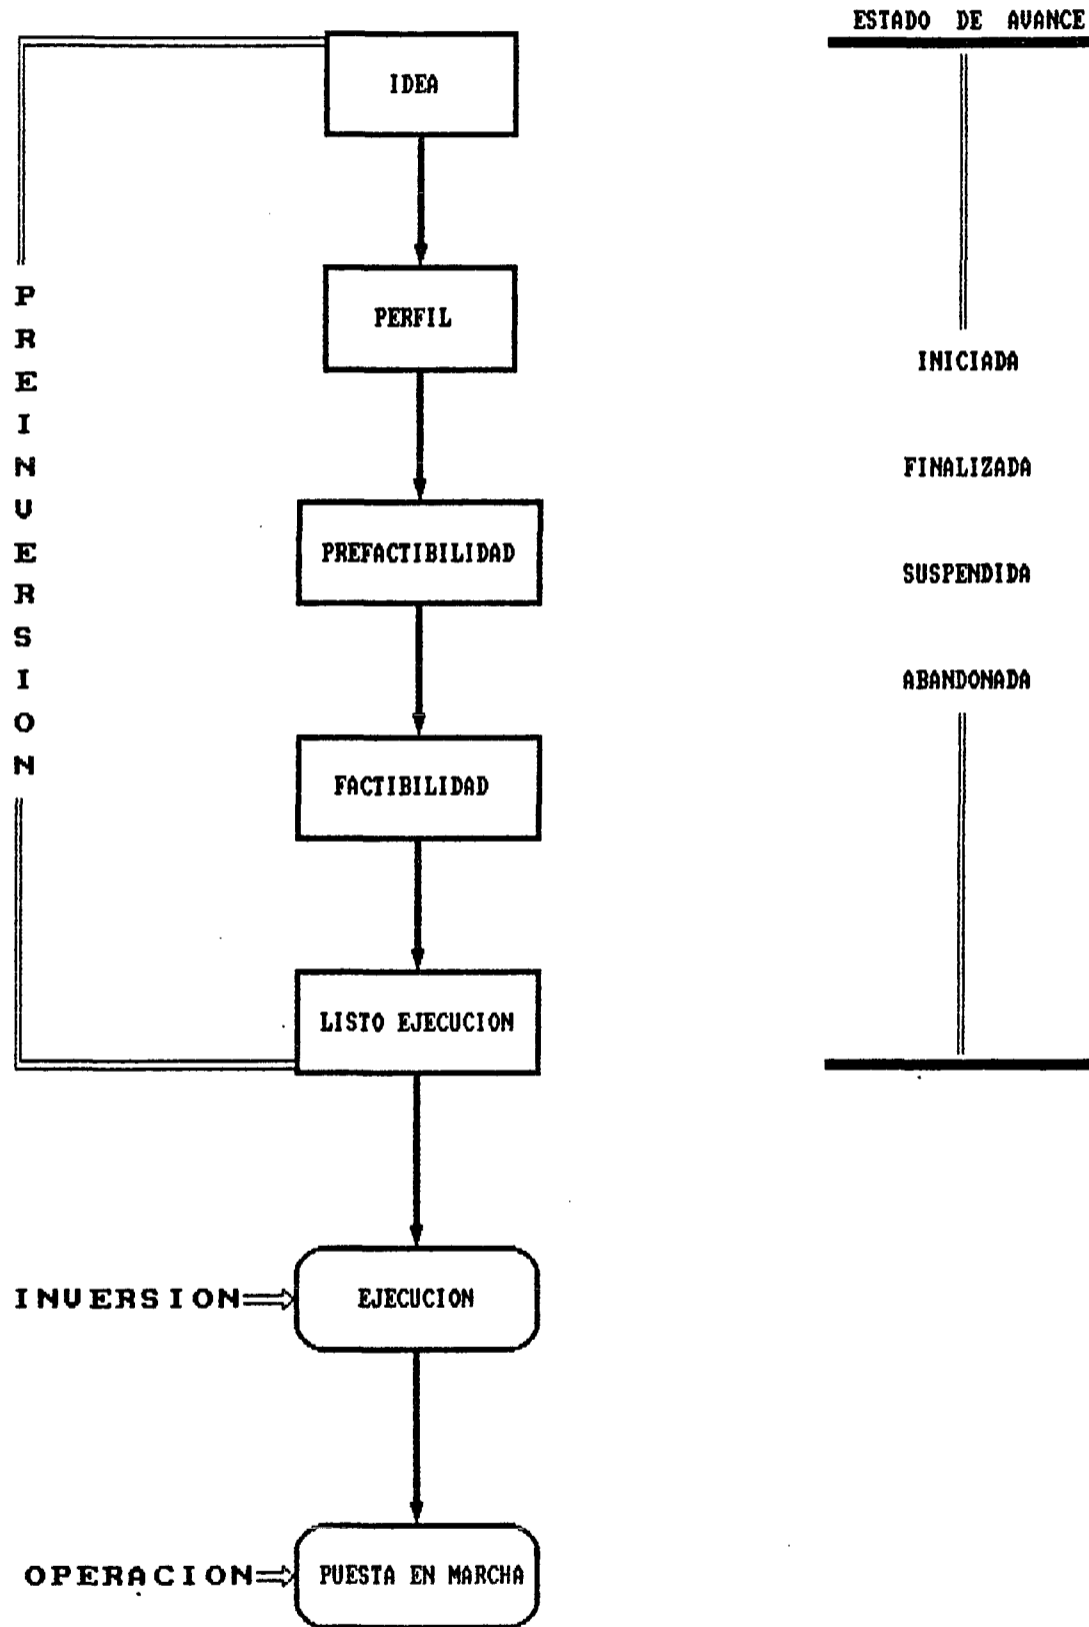 ESTADO DE AVANCE
IDEA
PREINVERSION
PERFIL
INICIADA
FINALIZADA
PREFACTIBILIDAD
SUSPENDIDA
ABANDONADA
FACTIBILIDAD
LISTO EJECUCION
INVERSION
EJECUCION
OPERACION
PUESTA EN MARCHA